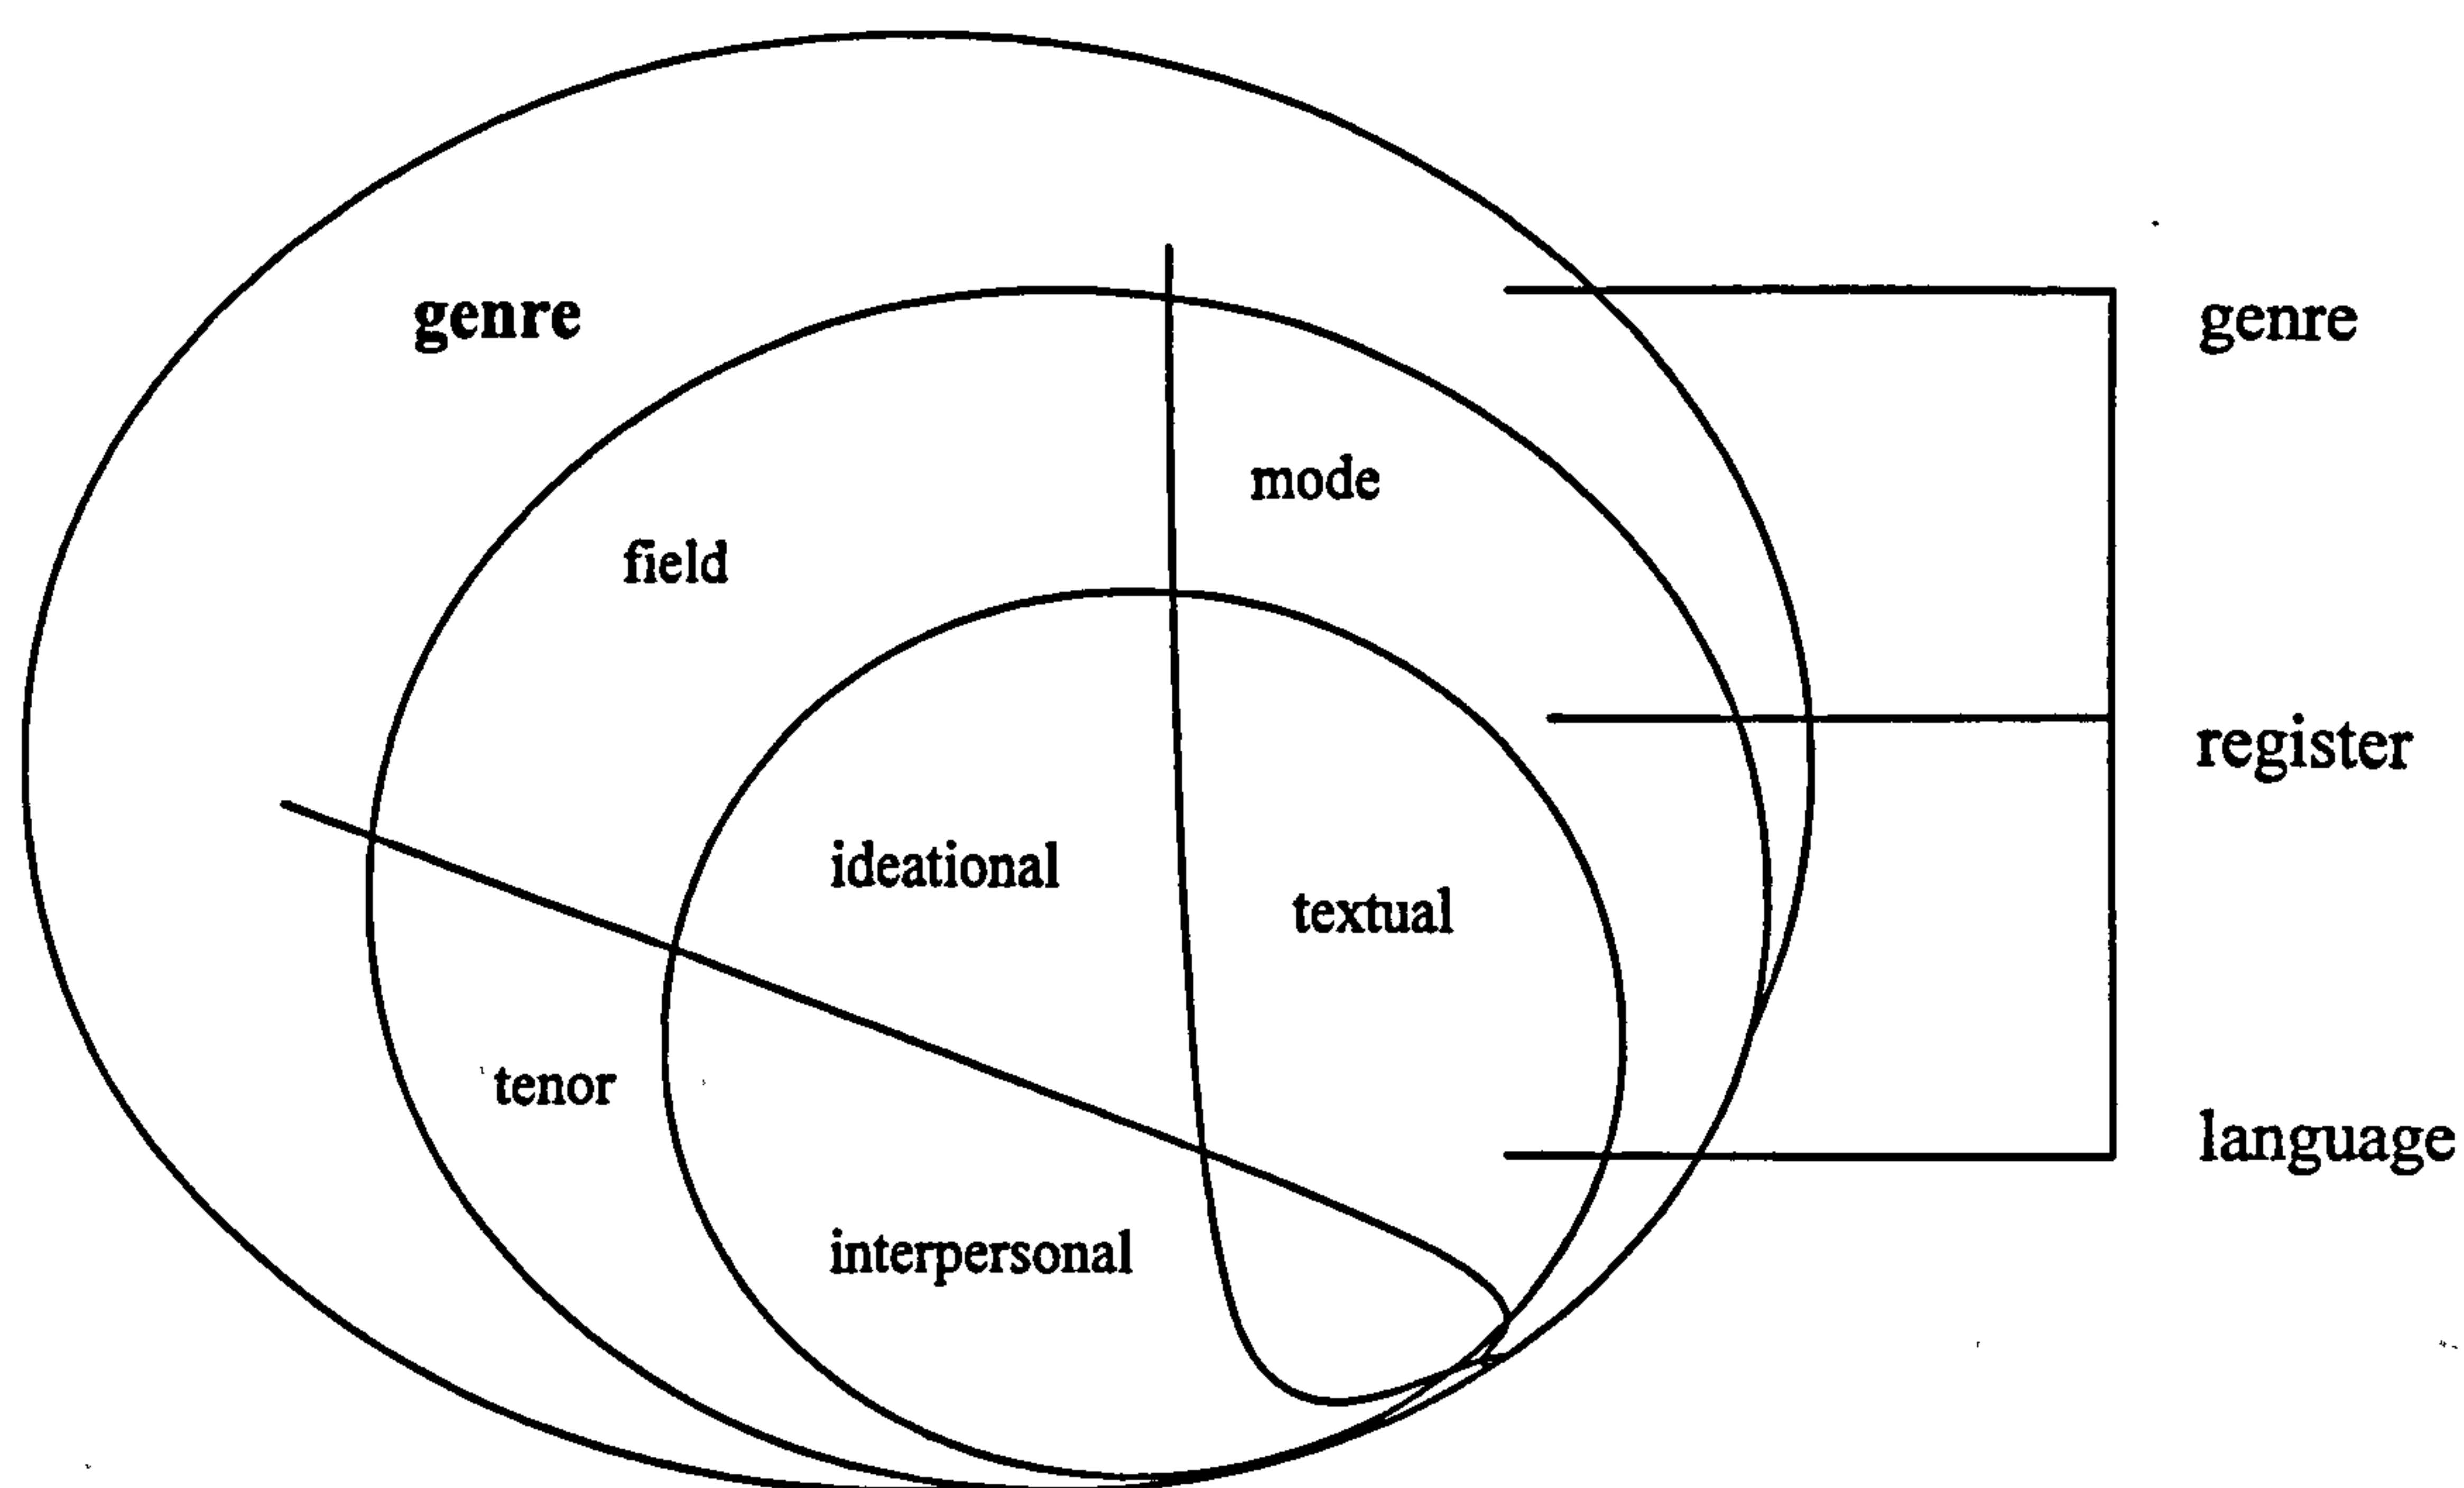 genre
genre
mode
field
register
ideational
textual
tenor
language
interpersonal